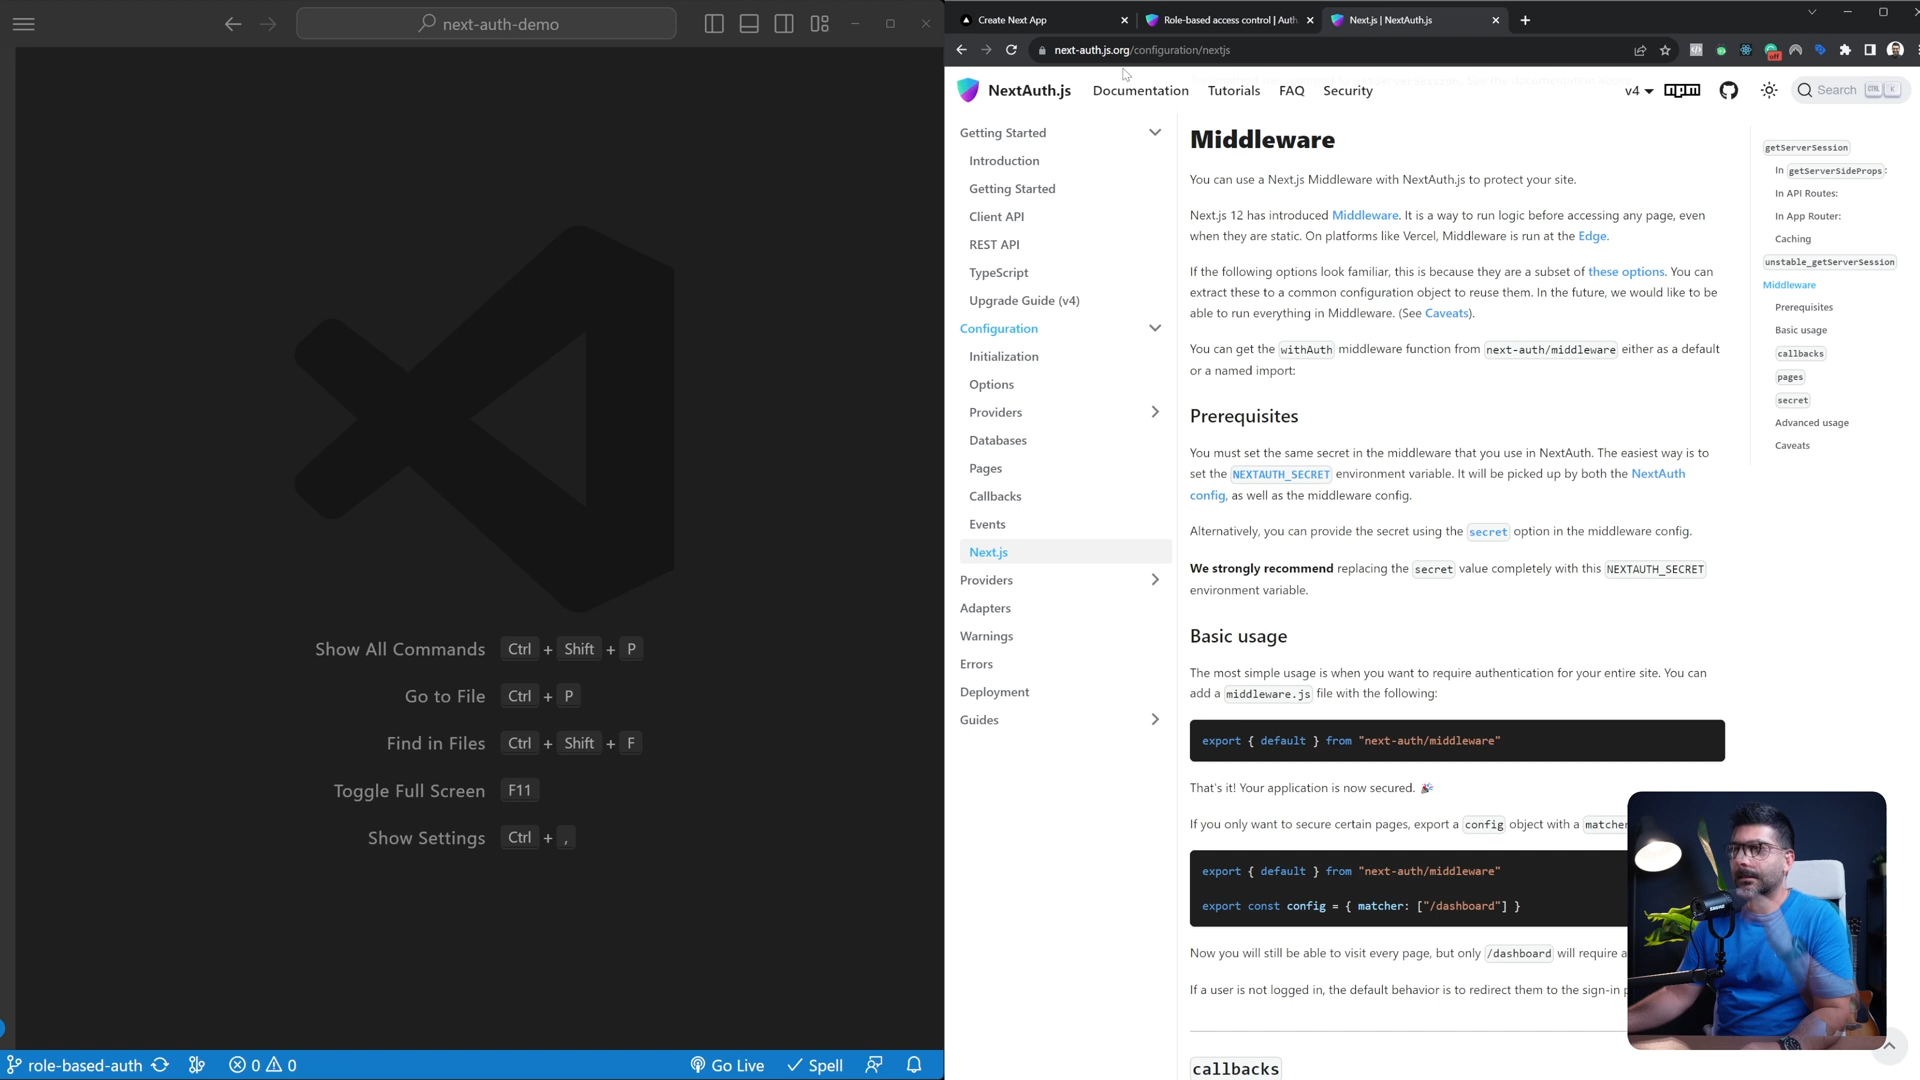 next-auth-demo
Show All Commands Ctrl + Shift + P
Go to File Ctrl + P
Find in Files Ctrl + Shift + F
Toggle Full Screen F11
Show Settings Ctrl + ,
role-based-auth 0 0 Go Live Spell
Create Next App
Role-based access control | Auth
Next.js | NextAuth.js
next-auth.js.org/configuration/nextjs
NextAuth.js Documentation Tutorials FAQ Security v4 Search CTRL K
Getting Started
Introduction
Getting Started
Client API
REST API
TypeScript
Upgrade Guide (v4)
Configuration
Initialization
Options
Providers
Databases
Pages
Callbacks
Events
Next.js
Providers
Adapters
Warnings
Errors
Deployment
Guides
Middleware
You can use a Next.js Middleware with NextAuth.js to protect your site.
Next.js 12 has introduced Middleware. It is a way to run logic before accessing any page, even
when they are static. On platforms like Vercel, Middleware is run at the Edge.
If the following options look familiar, this is because they are a subset of these options. You can
extract these to a common configuration object to reuse them. In the future, we would like to be
able to run everything in Middleware. (See Caveats).
You can get the withAuth middleware function from next-auth/middleware either as a default
or a named import:
Prerequisites
You must set the same secret in the middleware that you use in NextAuth. The easiest way is to
set the NEXTAUTH_SECRET environment variable. It will be picked up by both the NextAuth
config, as well as the middleware config.
Alternatively, you can provide the secret using the secret option in the middleware config.
We strongly recommend replacing the secret value completely with this NEXTAUTH_SECRET
environment variable.
Basic usage
The most simple usage is when you want to require authentication for your entire site. You can
add a middleware.js file with the following:
export { default } from "next-auth/middleware"
That's it! Your application is now secured. 🎉
If you only want to secure certain pages, export a config object with a matcher
export { default } from "next-auth/middleware"
export const config = { matcher: ["/dashboard"] }
Now you will still be able to visit every page, but only /dashboard will require a
If a user is not logged in, the default behavior is to redirect them to the sign-in
callbacks
getServerSession
In getServerSideProps:
In API Routes:
In App Router:
Caching
unstable_getServerSession
Middleware
Prerequisites
Basic usage
callbacks
pages
secret
Advanced usage
Caveats